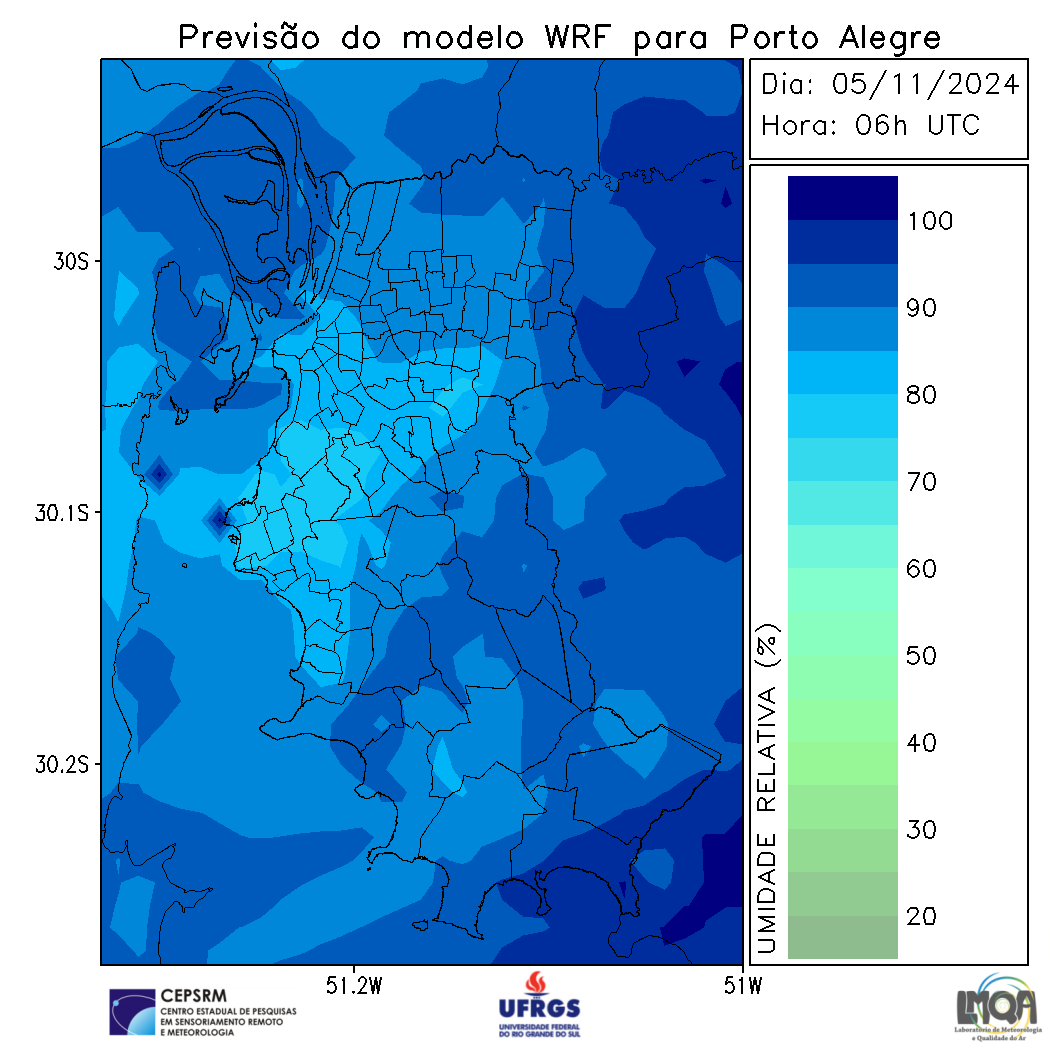 Previsão do modelo WRF para Porto Alegre
Dia: 05/11/2024
Hora: 06h UTC
30S
30.1S
30.2S
51.2W
51W
100
90
80
70
60
50
40
30
20
UMIDADE RELATIVA (%)
CEPSRM
CENTRO ESTADUAL DE PESQUISAS
EM SENSORIAMENTO REMOTO
E METEOROLOGIA
UFRGS
UNIVERSIDADE FEDERAL
DO RIO GRANDE DO SUL
LMQA
Laboratório de Meteorologia
e Qualidade do Ar